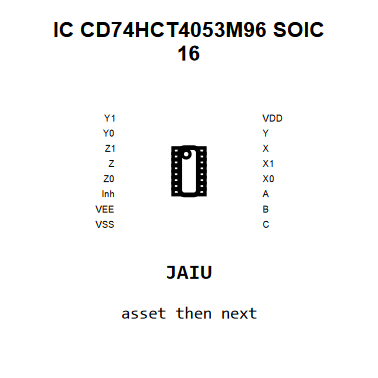 IC CD74HCT4053M96 SOIC
16
Y1 VDD
Y0 Y
Z1 X
Z X1
Z0 X0
Inh A
VEE B
VSS C
JAIU
asset then next